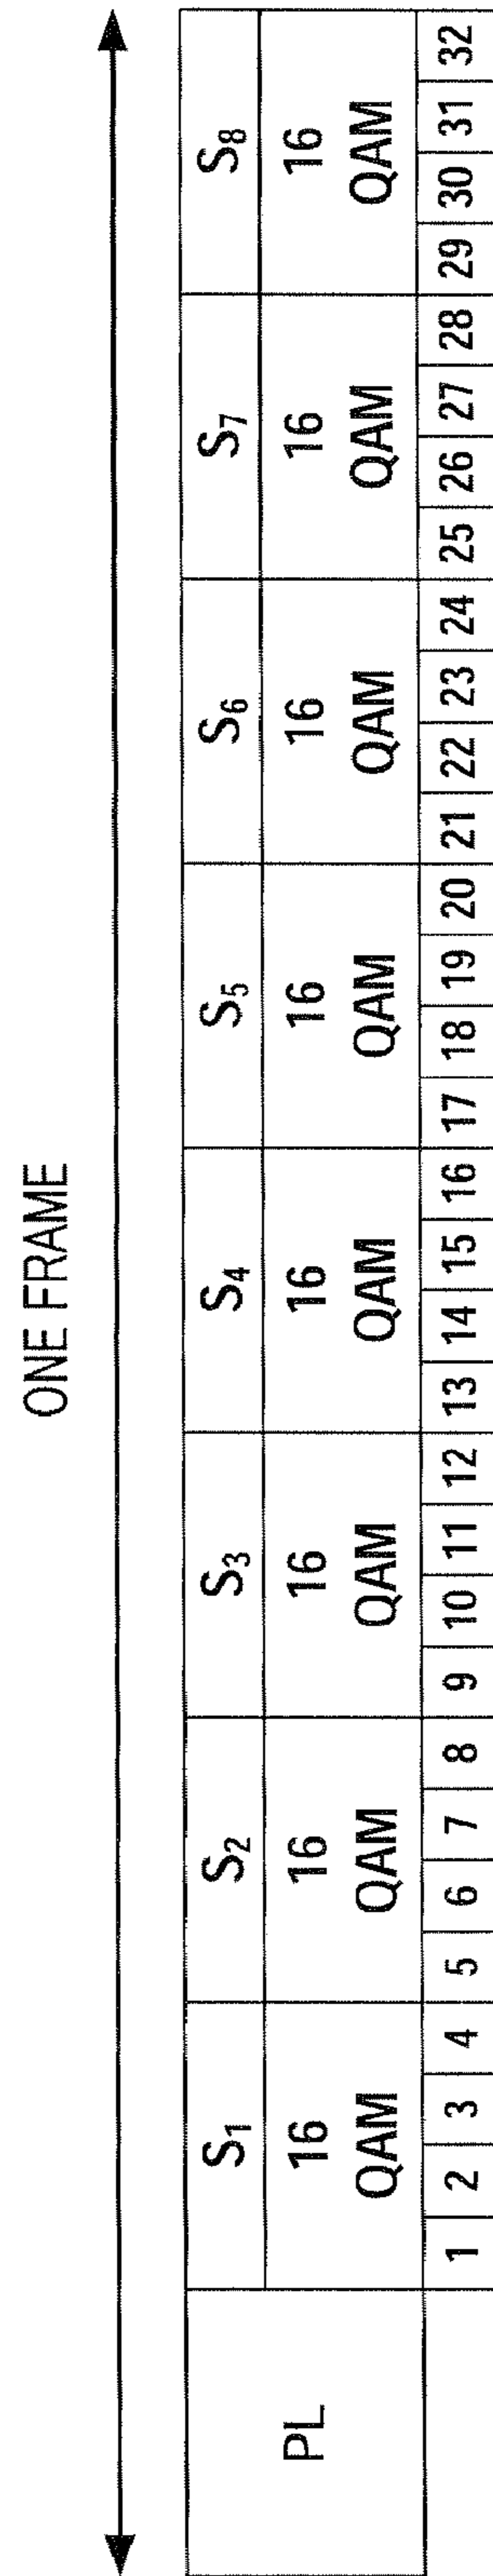 ONE FRAME
PL
S₁ S₂ S₃ S₄ S₅ S₆ S₇ S₈
16 16 16 16 16 16 16 16
QAM QAM QAM QAM QAM QAM QAM QAM
1 2 3 4 5 6 7 8 9 10 11 12 13 14 15 16 17 18 19 20 21 22 23 24 25 26 27 28 29 30 31 32